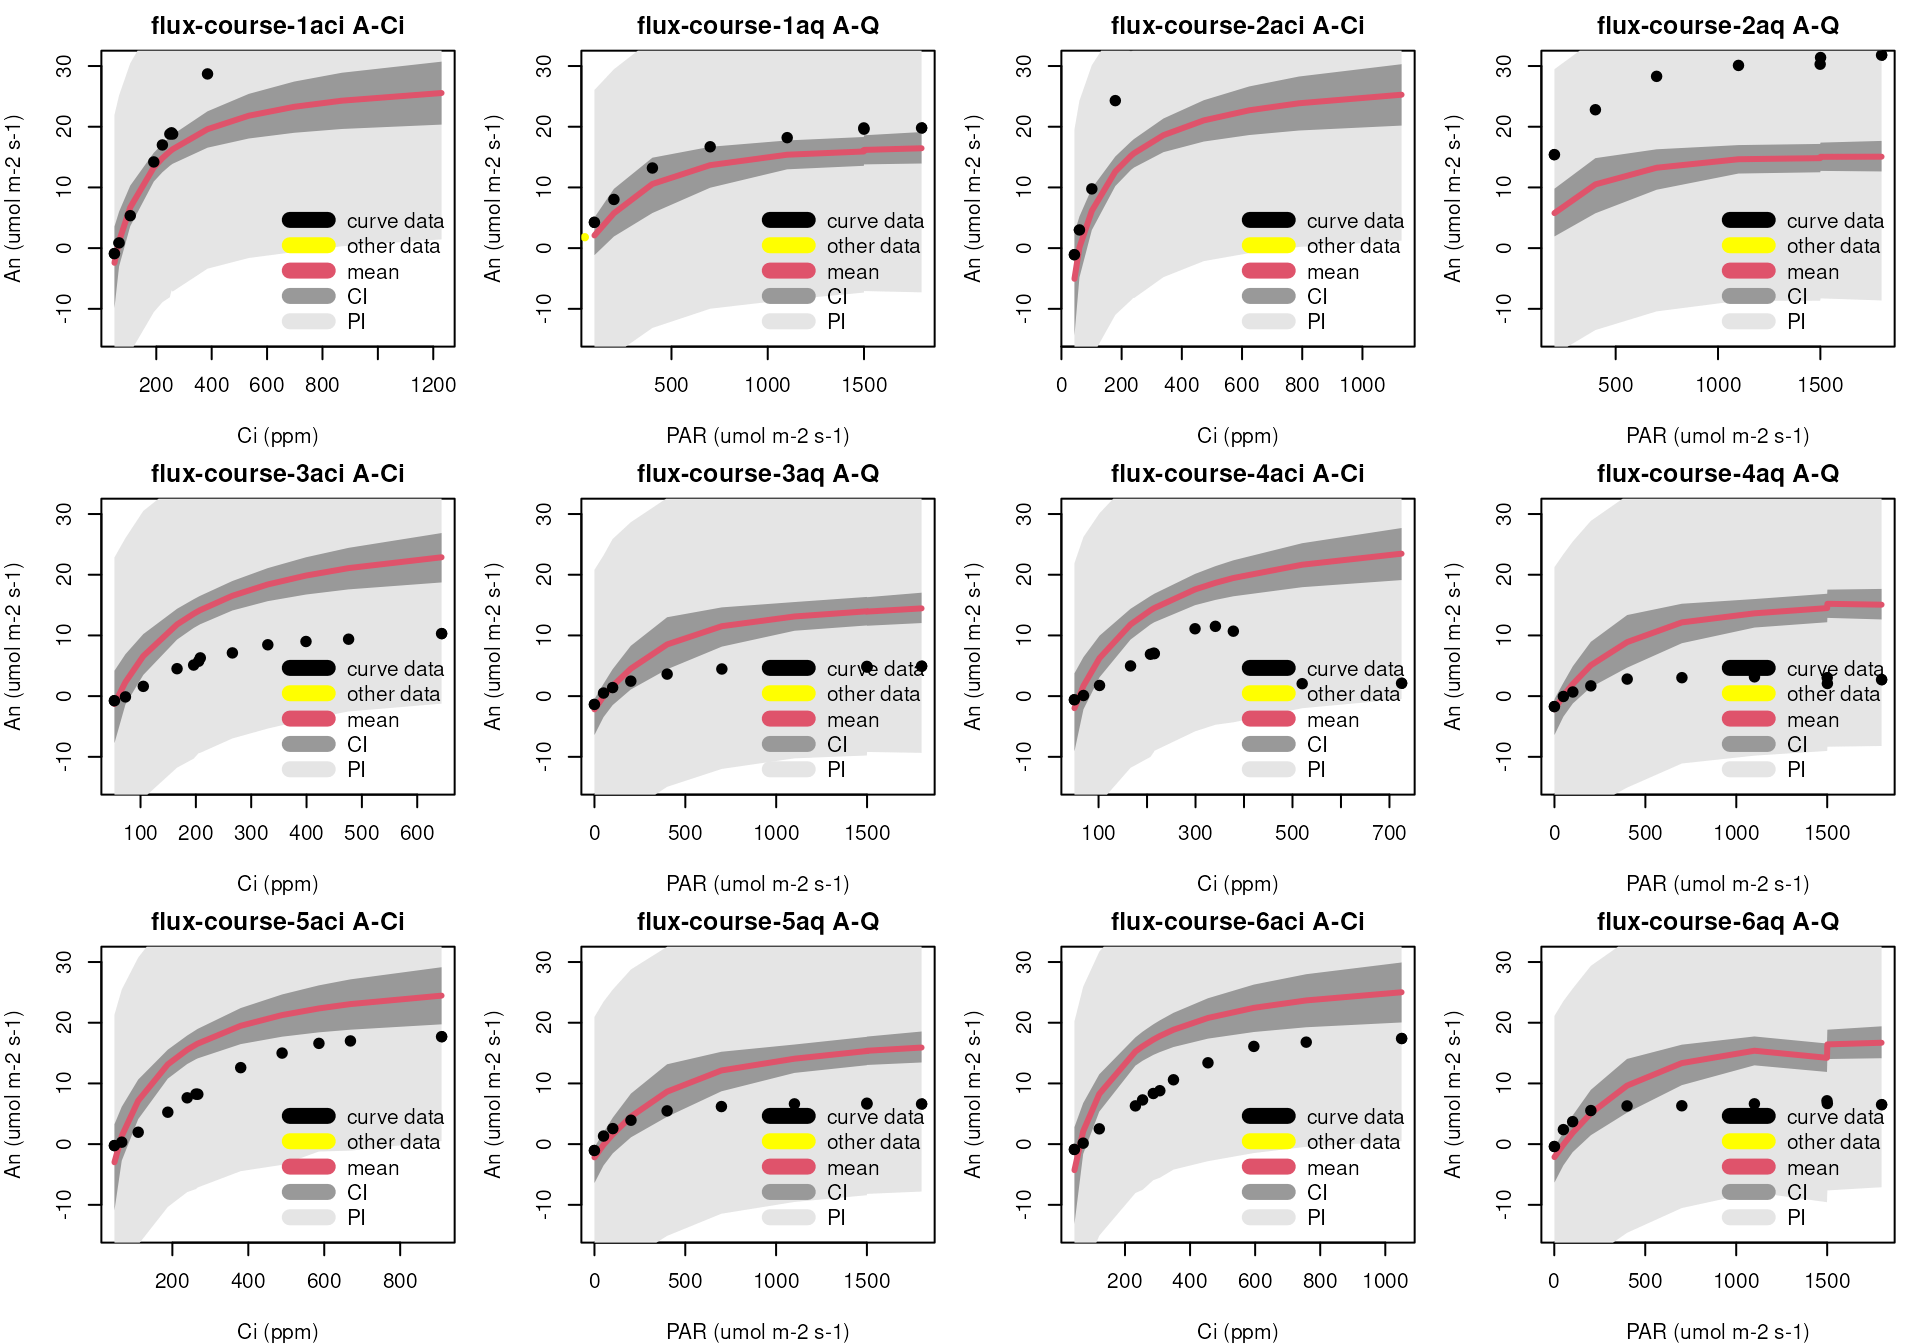 flux-course-1aci A-Ci
An (umol m-2 s-1)
30
20
10
0
-10
curve data
other data
mean
CI
PI
200 400 600 800 1200
Ci (ppm)
flux-course-1aq A-Q
An (umol m-2 s-1)
30
20
10
0
-10
curve data
other data
mean
CI
PI
500 1000 1500
PAR (umol m-2 s-1)
flux-course-2aci A-Ci
An (umol m-2 s-1)
30
20
10
0
-10
curve data
other data
mean
CI
PI
0 200 400 600 800 1000
Ci (ppm)
flux-course-2aq A-Q
An (umol m-2 s-1)
30
20
10
0
-10
curve data
other data
mean
CI
PI
500 1000 1500
PAR (umol m-2 s-1)
flux-course-3aci A-Ci
An (umol m-2 s-1)
30
20
10
0
-10
curve data
other data
mean
CI
PI
100 200 300 400 500 600
Ci (ppm)
flux-course-3aq A-Q
An (umol m-2 s-1)
30
20
10
0
-10
curve data
other data
mean
CI
PI
0 500 1000 1500
PAR (umol m-2 s-1)
flux-course-4aci A-Ci
An (umol m-2 s-1)
30
20
10
0
-10
curve data
other data
mean
CI
PI
100 300 500 700
Ci (ppm)
flux-course-4aq A-Q
An (umol m-2 s-1)
30
20
10
0
-10
curve data
other data
mean
CI
PI
0 500 1000 1500
PAR (umol m-2 s-1)
flux-course-5aci A-Ci
An (umol m-2 s-1)
30
20
10
0
-10
curve data
other data
mean
CI
PI
200 400 600 800
Ci (ppm)
flux-course-5aq A-Q
An (umol m-2 s-1)
30
20
10
0
-10
curve data
other data
mean
CI
PI
0 500 1000 1500
PAR (umol m-2 s-1)
flux-course-6aci A-Ci
An (umol m-2 s-1)
30
20
10
0
-10
curve data
other data
mean
CI
PI
200 400 600 800 1000
Ci (ppm)
flux-course-6aq A-Q
An (umol m-2 s-1)
30
20
10
0
-10
curve data
other data
mean
CI
PI
0 500 1000 1500
PAR (umol m-2 s-1)